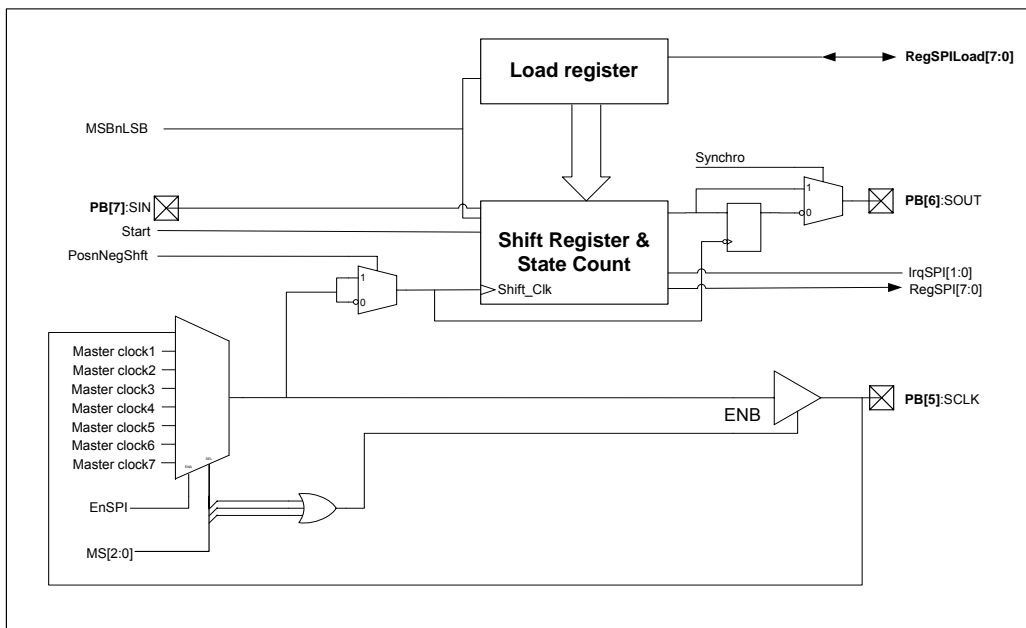 Load register
RegSPILoad[7:0]
MSBnLSB
Synchro
1
0
PB[7]:SIN
PB[6]:SOUT
Start
Shift Register &
State Count
PosnNegShft
IrqSPI[1:0]
1
0
Shift_Clk
RegSPI[7:0]
Master clock1
Master clock2
Master clock3
Master clock4
Master clock5
Master clock6
Master clock7
ENB
PB[5]:SCLK
SEL
EnSPI
MS[2:0]